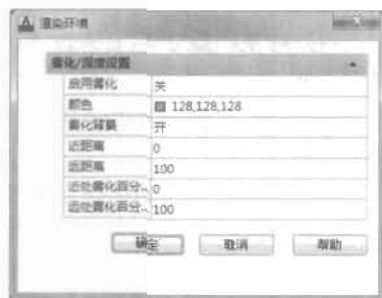 渲染环境
雾化/深度设置
启用雾化 关
颜色 128,128,128
雾化背景 开
近距离 0
远距离 100
近处雾化百分... 0
远处雾化百分... 100
确定 取消 帮助